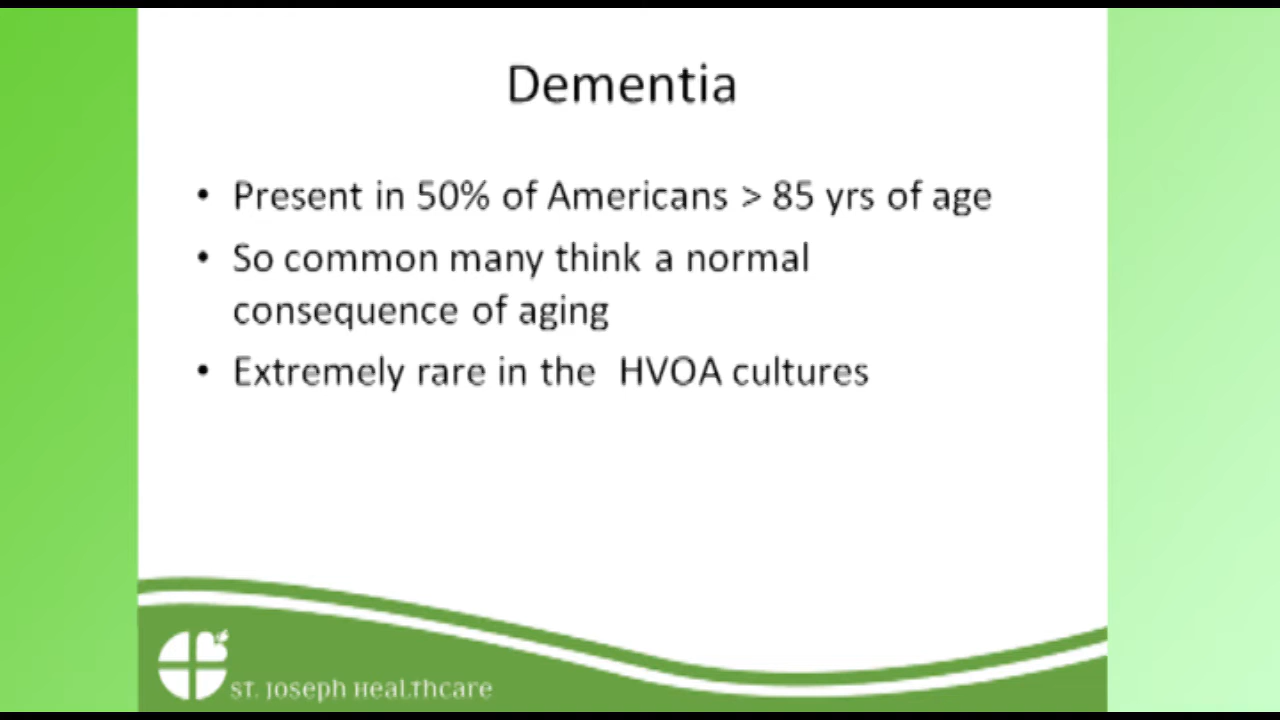 Dementia
• Present in 50% of Americans > 85 yrs of age
• So common many think a normal
consequence of aging
• Extremely rare in the HVOA cultures
ST. JOSEPH HEALTHCARE